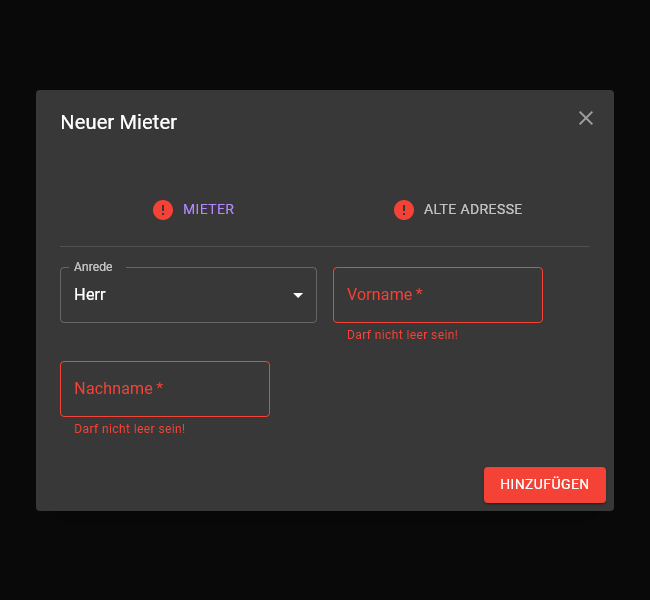 Neuer Mieter
MIETER
ALTE ADRESSE
Anrede
Herr
Vorname *
Darf nicht leer sein!
Nachname *
Darf nicht leer sein!
HINZUFÜGEN